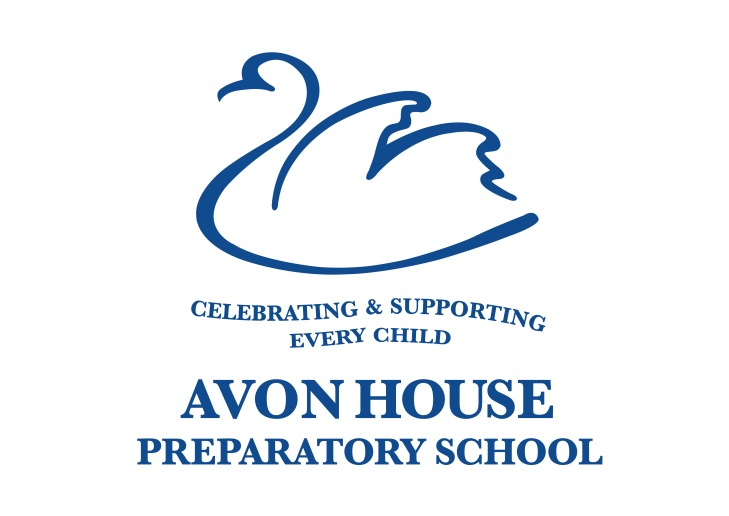 CELEBRATING & SUPPORTING
EVERY CHILD
AVON HOUSE
PREPARATORY SCHOOL